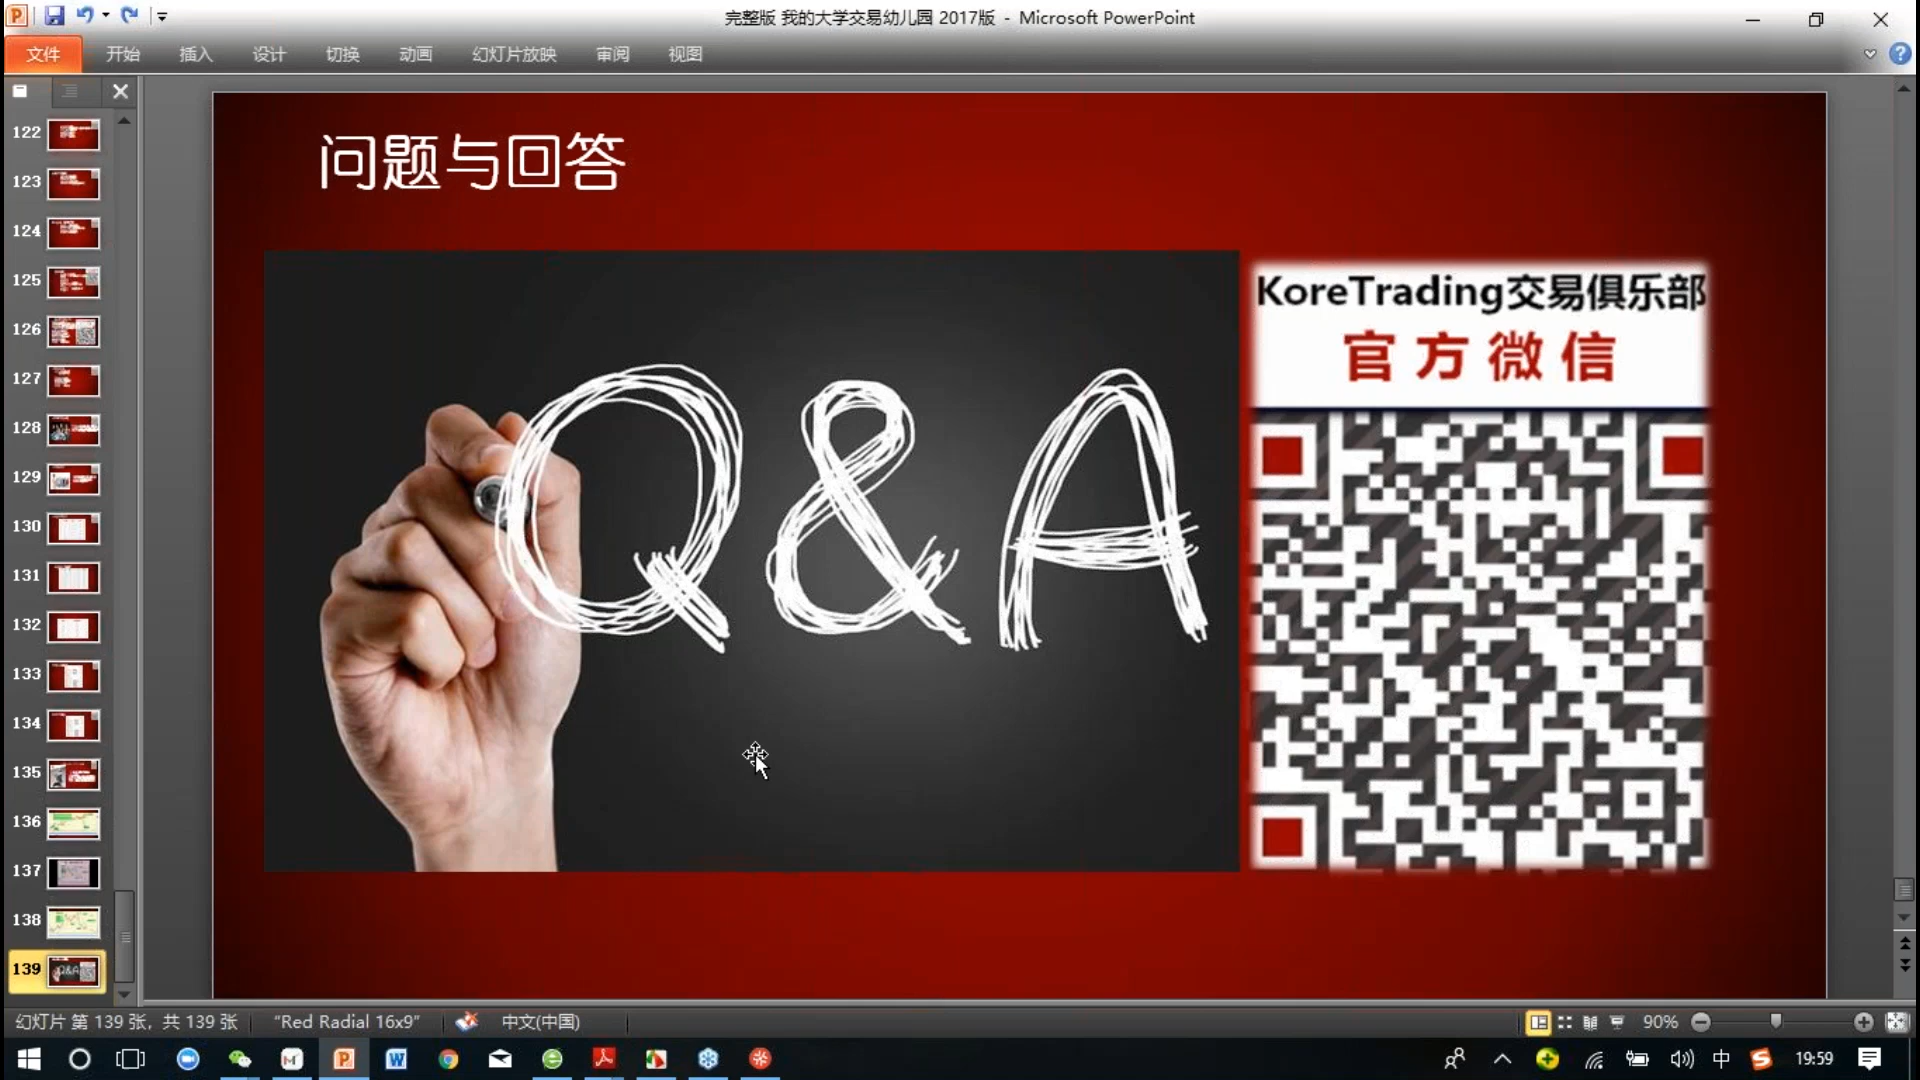 完整版 我的大学交易幼儿园 2017版 - Microsoft PowerPoint
文件 开始 插入 设计 切换 动画 幻灯片放映 审阅 视图
122
123
124
125
126
127
128
129
130
131
132
133
134
135
136
137
138
139
问题与回答
Q&A
KoreTrading交易俱乐部
官方微信
幻灯片 第 139 张，共 139 张 "Red Radial 16x9" 中文(中国) 90%
中 19:59